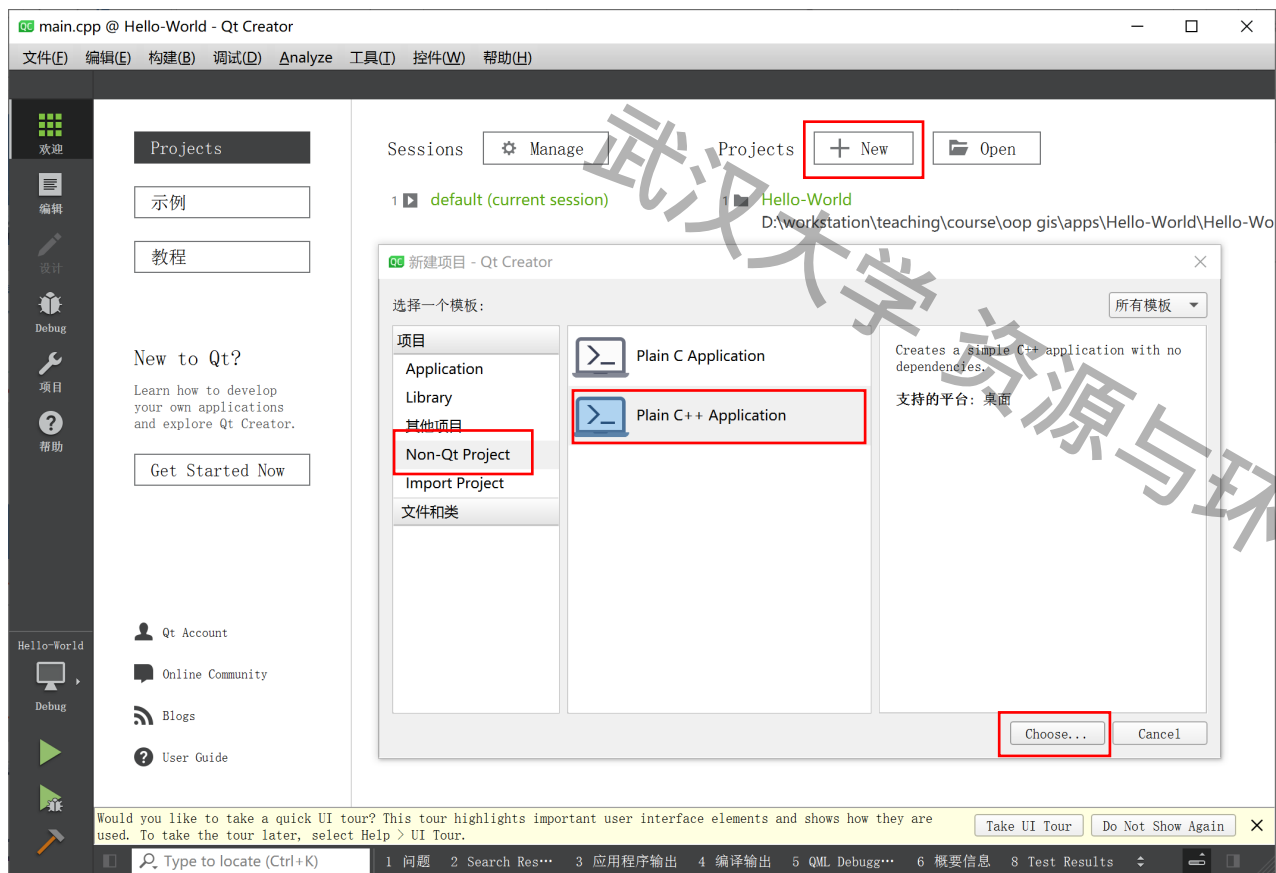 main.cpp @ Hello-World - Qt Creator
文件(F) 编辑(E) 构建(B) 调试(D) Analyze 工具(T) 控件(W) 帮助(H)
欢迎
编辑
设计
Debug
项目
帮助
Hello-World
Debug
Projects
示例
教程
New to Qt?
Learn how to develop
your own applications
and explore Qt Creator.
Get Started Now
Qt Account
Online Community
Blogs
User Guide
Sessions Manage
1 default (current session)
Projects New Open
1 Hello-World
D:\workstation\teaching\course\oop gis\apps\Hello-World\Hello-Wo
新建项目 - Qt Creator
选择一个模板:
所有模板
项目
Application
Library
其他项目
Non-Qt Project
Import Project
文件和类
Plain C Application
Plain C++ Application
Creates a simple C++ application with no
dependencies.
支持的平台: 桌面
Choose... Cancel
武汉大学 资源与环
Would you like to take a quick UI tour? This tour highlights important user interface elements and shows how they are
used. To take the tour later, select Help > UI Tour.
Take UI Tour Do Not Show Again
Type to locate (Ctrl+K) 1 问题 2 Search Res··· 3 应用程序输出 4 编译输出 5 QML Debugg··· 6 概要信息 8 Test Results